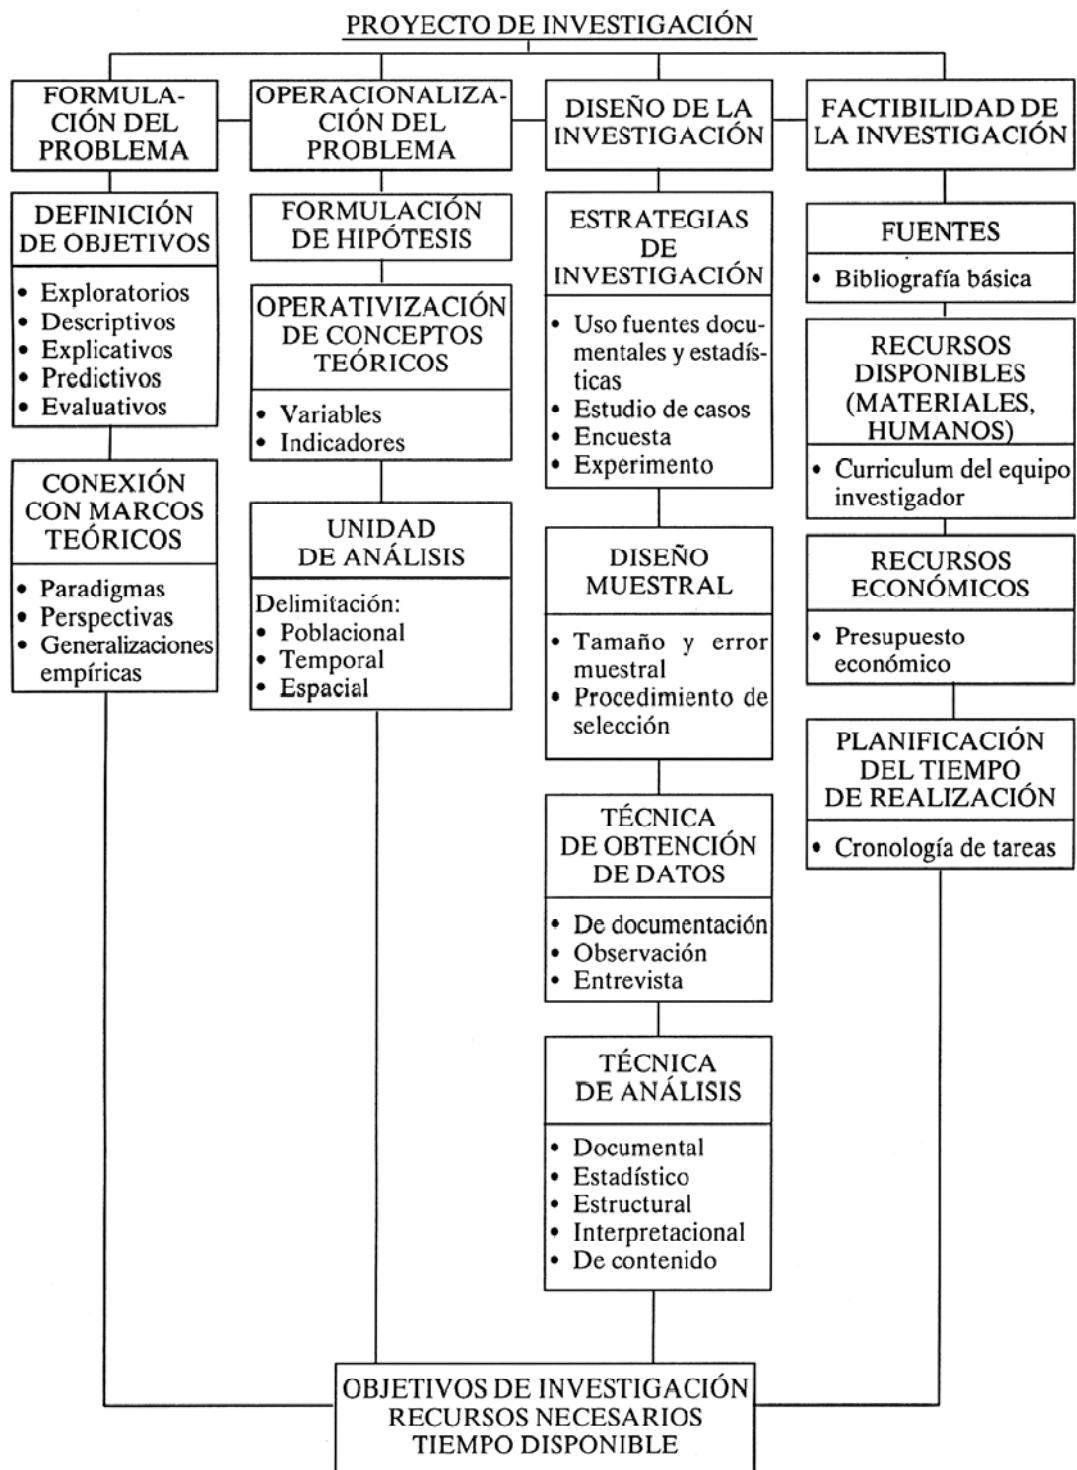 PROYECTO DE INVESTIGACIÓN
FORMULA-
CIÓN DEL
PROBLEMA
DEFINICIÓN
DE OBJETIVOS
• Exploratorios
• Descriptivos
• Explicativos
• Predictivos
• Evaluativos
CONEXIÓN
CON MARCOS
TEÓRICOS
• Paradigmas
• Perspectivas
• Generalizaciones
empíricas
OPERACIONALIZA-
CIÓN DEL
PROBLEMA
FORMULACIÓN
DE HIPÓTESIS
OPERATIVIZACIÓN
DE CONCEPTOS
TEÓRICOS
• Variables
• Indicadores
UNIDAD
DE ANÁLISIS
Delimitación:
• Poblacional
• Temporal
• Espacial
DISEÑO DE LA
INVESTIGACIÓN
ESTRATEGIAS
DE
INVESTIGACIÓN
• Uso fuentes docu-
mentales y estadís-
ticas
• Estudio de casos
• Encuesta
• Experimento
DISEÑO
MUESTRAL
• Tamaño y error
muestral
• Procedimiento de
selección
TÉCNICA
DE OBTENCIÓN
DE DATOS
• De documentación
• Observación
• Entrevista
TÉCNICA
DE ANÁLISIS
• Documental
• Estadístico
• Estructural
• Interpretacional
• De contenido
FACTIBILIDAD DE
LA INVESTIGACIÓN
FUENTES
• Bibliografía básica
RECURSOS
DISPONIBLES
(MATERIALES,
HUMANOS)
• Curriculum del equipo
investigador
RECURSOS
ECONÓMICOS
• Presupuesto
económico
PLANIFICACIÓN
DEL TIEMPO
DE REALIZACIÓN
• Cronología de tareas
OBJETIVOS DE INVESTIGACIÓN
RECURSOS NECESARIOS
TIEMPO DISPONIBLE